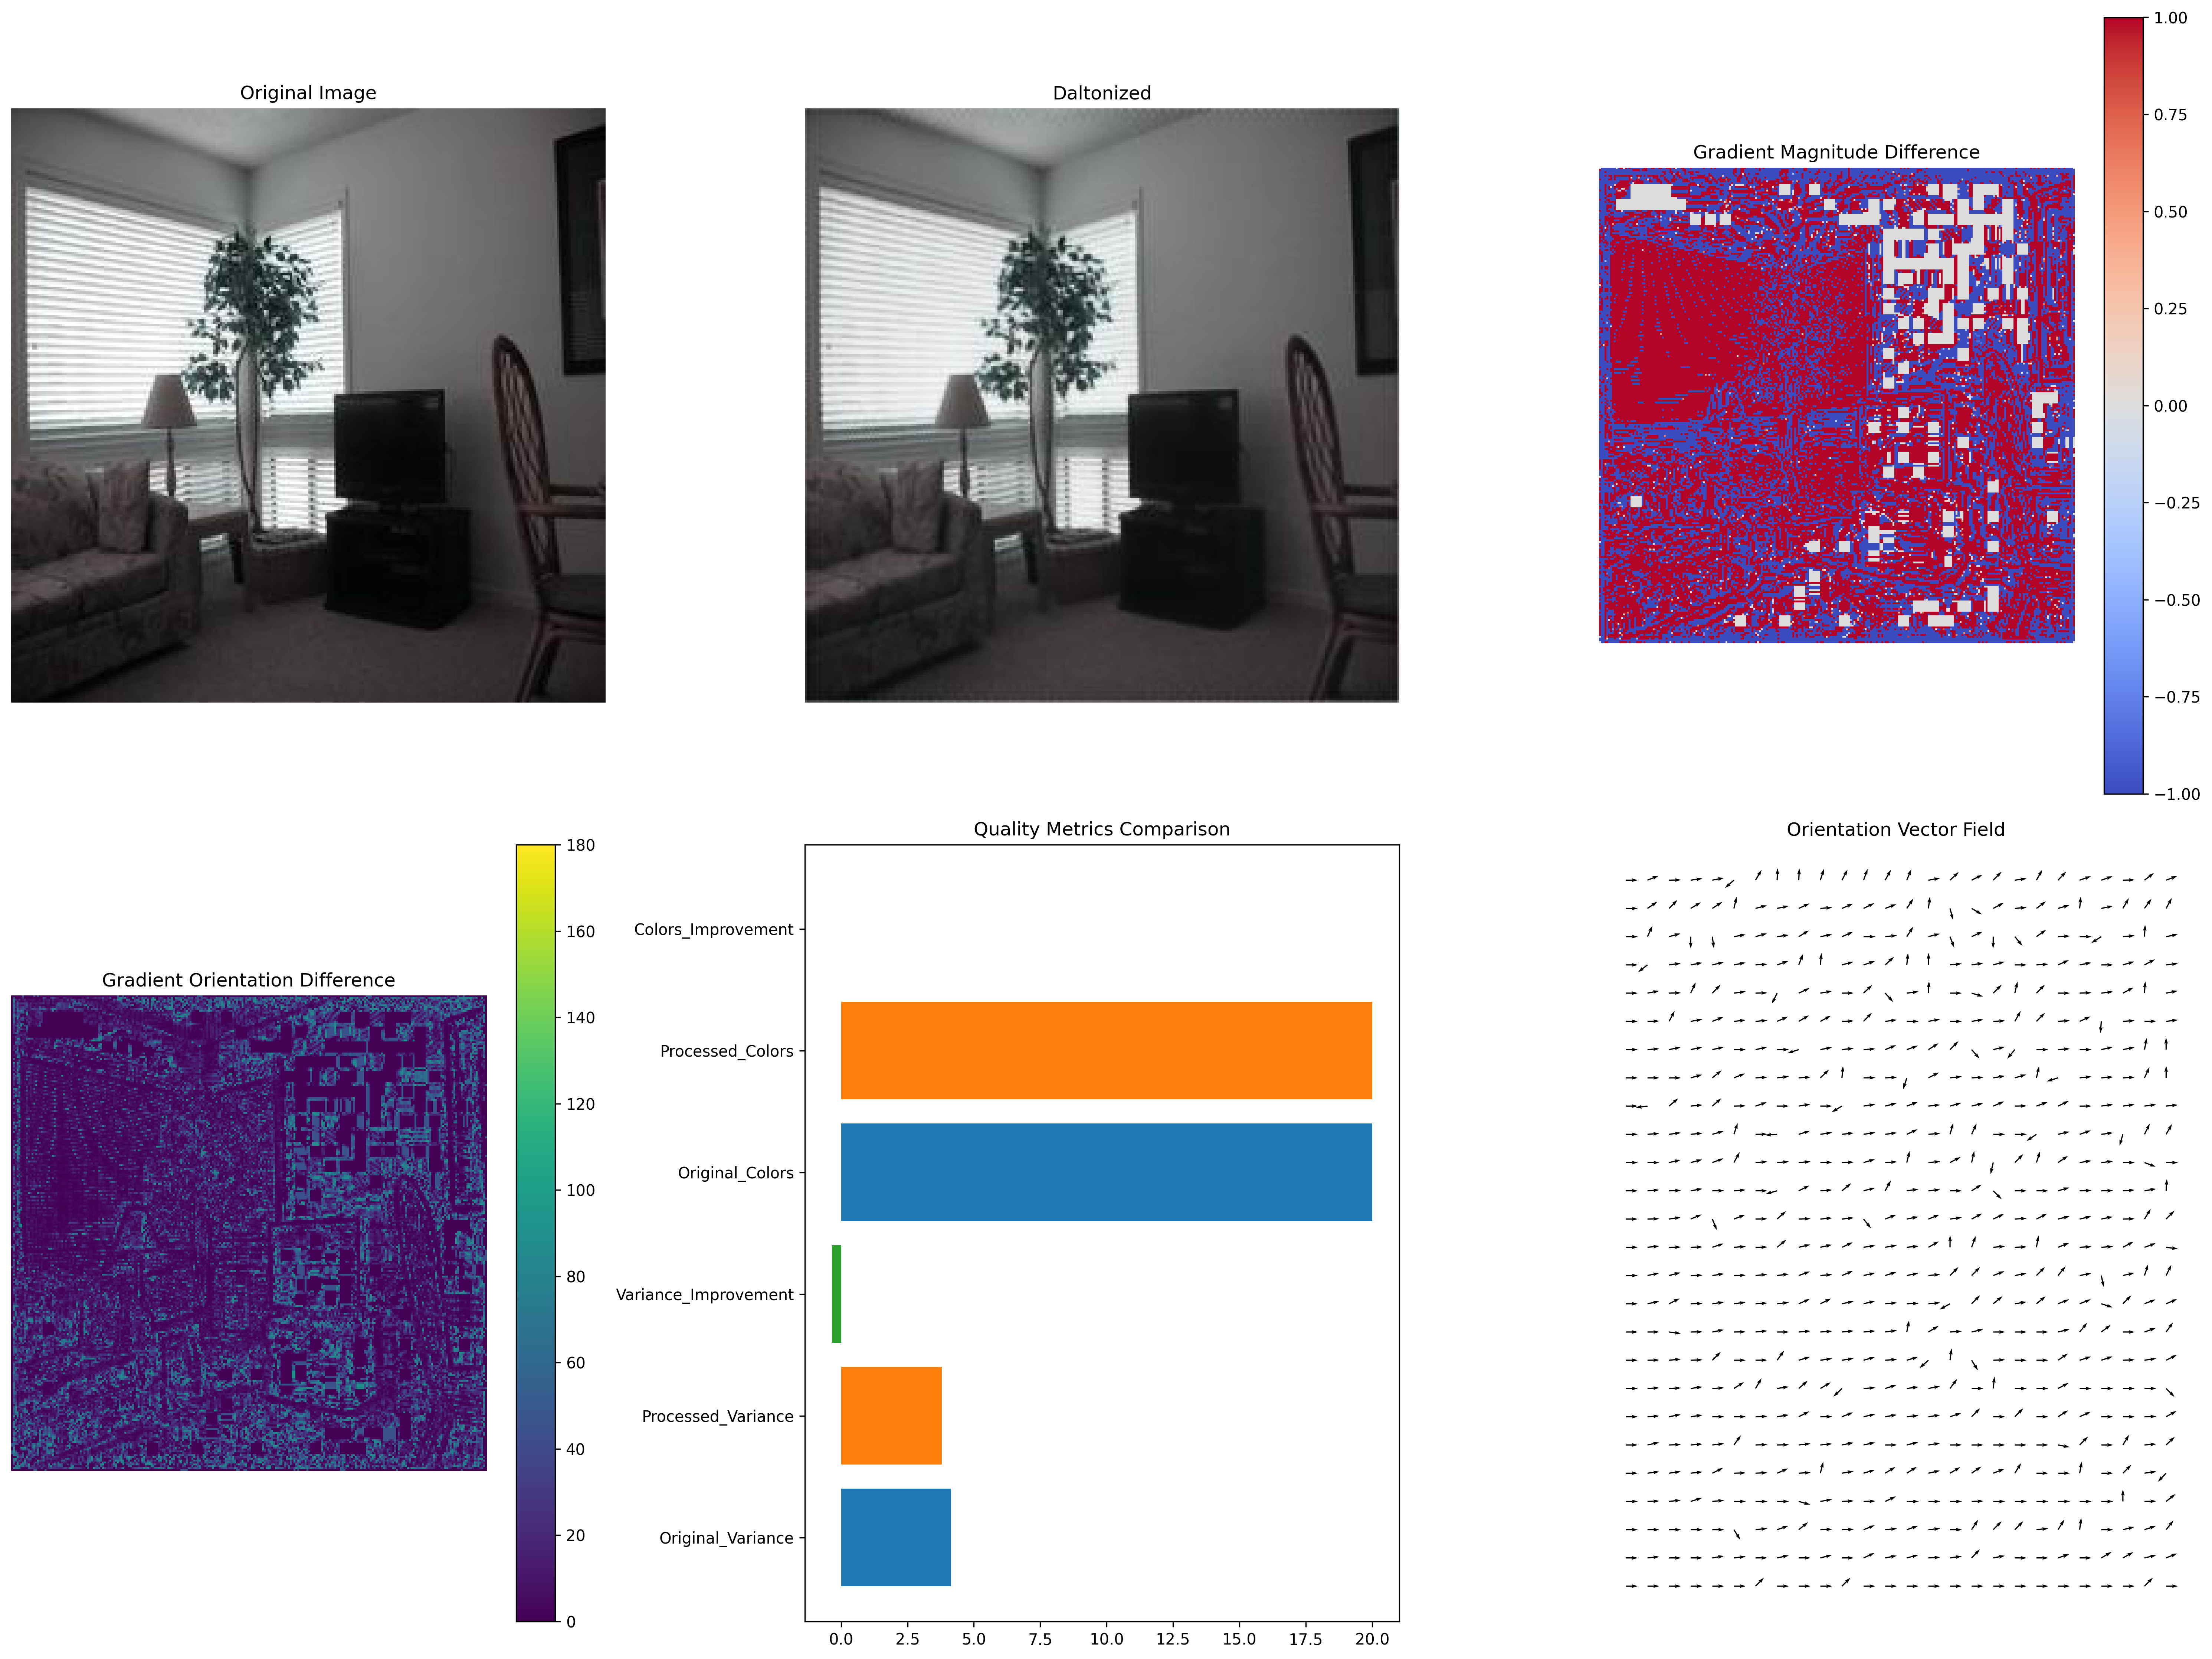 Original Image
Daltonized
Gradient Magnitude Difference
1.00
0.75
0.50
0.25
0.00
−0.25
−0.50
−0.75
−1.00
Gradient Orientation Difference
180
160
140
120
100
80
60
40
20
0
Quality Metrics Comparison
Colors_Improvement
Processed_Colors
Original_Colors
Variance_Improvement
Processed_Variance
Original_Variance
0.0 2.5 5.0 7.5 10.0 12.5 15.0 17.5 20.0
Orientation Vector Field